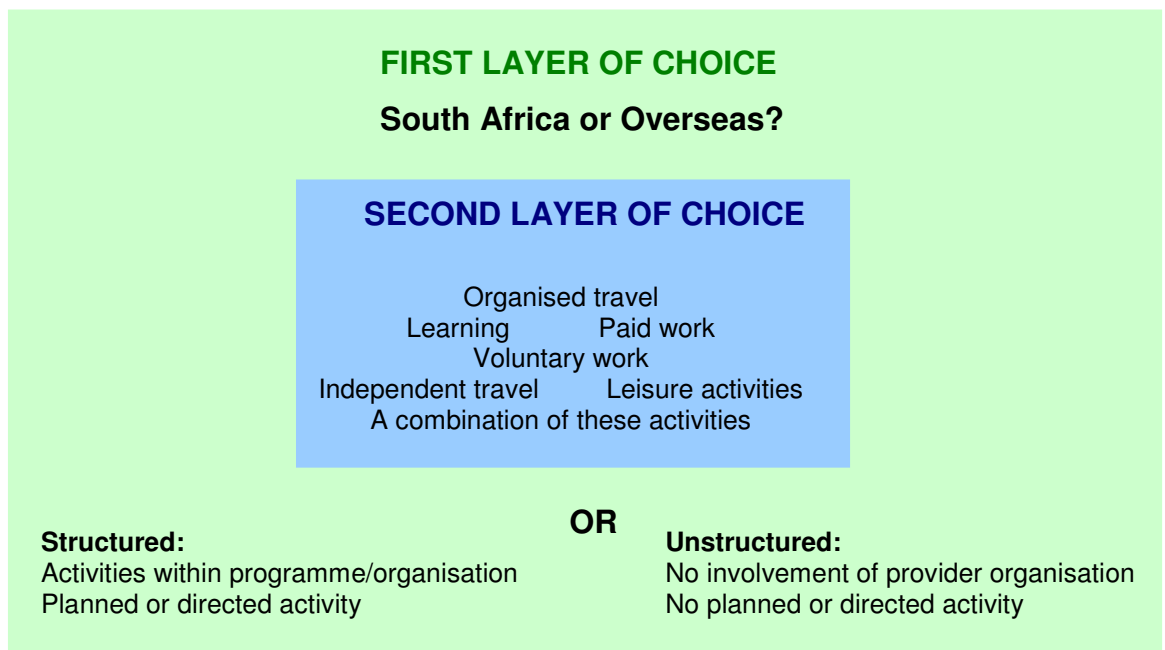 FIRST LAYER OF CHOICE
South Africa or Overseas?
SECOND LAYER OF CHOICE
Organised travel
Learning Paid work
Voluntary work
Independent travel Leisure activities
A combination of these activities
OR
Structured:
Activities within programme/organisation
Planned or directed activity
Unstructured:
No involvement of provider organisation
No planned or directed activity